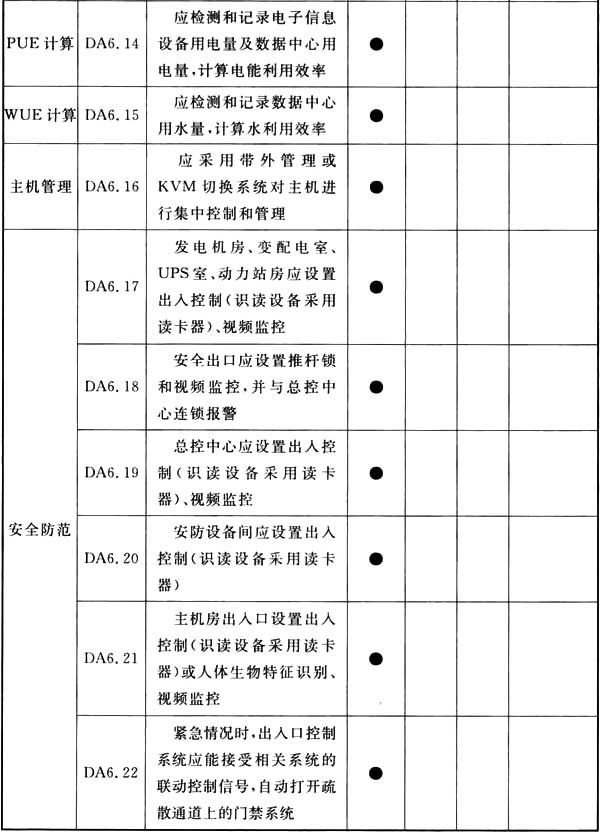 PUE 计算
DA6.14
应检测和记录电子信息
设备用电量及数据中心用
电量,计算电能利用效率
●
WUE 计算
DA6.15
应检测和记录数据中心
用水量,计算水利用效率
●
主机管理
DA6.16
应采用带外管理或
KVM 切换系统对主机进
行集中控制和管理
●
安全防范
DA6.17
发电机房、变配电室、
UPS 室、动力站房应设置
出入控制(识读设备采用
读卡器)、视频监控
●
DA6.18
安全出口应设置推杆锁
和视频监控,并与总控中
心连锁报警
●
DA6.19
总控中心应设置出入控
制(识读设备采用读卡
器)、视频监控
●
DA6.20
安防设备间应设置出入
控制(识读设备采用读卡
器)
●
DA6.21
主机房出入口设置出入
控制(识读设备采用读卡
器)或人体生物特征识别、
视频监控
●
DA6.22
紧急情况时,出入口控制
系统应能接受相关系统的
联动控制信号,自动打开疏
散通道上的门禁系统
●